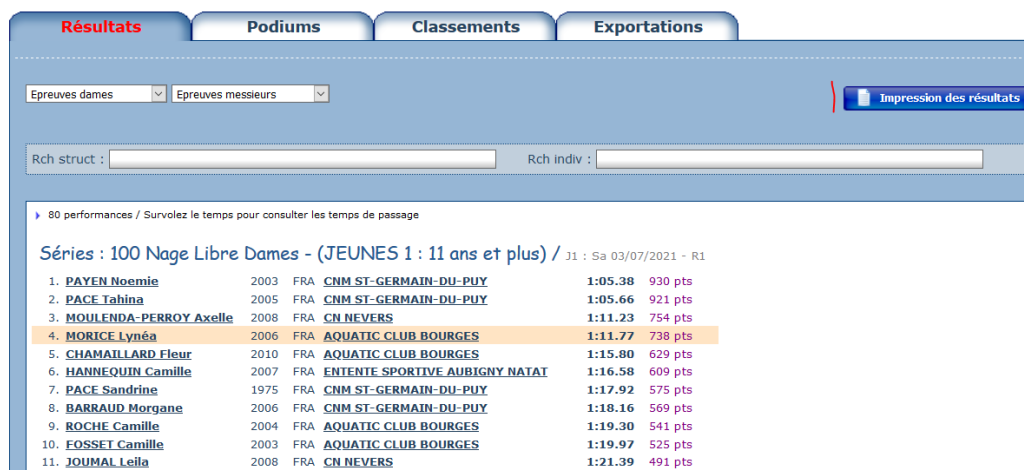 Résultats Podiums Classements Exportations
Epreuves dames Epreuves messieurs Impression des résultats
Rch struct : Rch indiv :
80 performances / Survolez le temps pour consulter les temps de passage
Séries : 100 Nage Libre Dames - (JEUNES 1 : 11 ans et plus) / J1 : Sa 03/07/2021 - R1
1. PAYEN Noemie 2003 FRA CNM ST-GERMAIN-DU-PUY 1:05.38 930 pts
2. PACE Tahina 2005 FRA CNM ST-GERMAIN-DU-PUY 1:05.66 921 pts
3. MOULENDA-PERROY Axelle 2008 FRA CN NEVERS 1:11.23 754 pts
4. MORICE Lynéa 2006 FRA AQUATIC CLUB BOURGES 1:11.77 738 pts
5. CHAMAILLARD Fleur 2010 FRA AQUATIC CLUB BOURGES 1:15.80 629 pts
6. HANNEQUIN Camille 2007 FRA ENTENTE SPORTIVE AUBIGNY NATAT 1:16.58 609 pts
7. PACE Sandrine 1975 FRA CNM ST-GERMAIN-DU-PUY 1:17.92 575 pts
8. BARRAUD Morgane 2006 FRA CNM ST-GERMAIN-DU-PUY 1:18.16 569 pts
9. ROCHE Camille 2004 FRA AQUATIC CLUB BOURGES 1:19.30 541 pts
10. FOSSET Camille 2003 FRA AQUATIC CLUB BOURGES 1:19.97 525 pts
11. JOUMAL Leila 2008 FRA CN NEVERS 1:21.39 491 pts